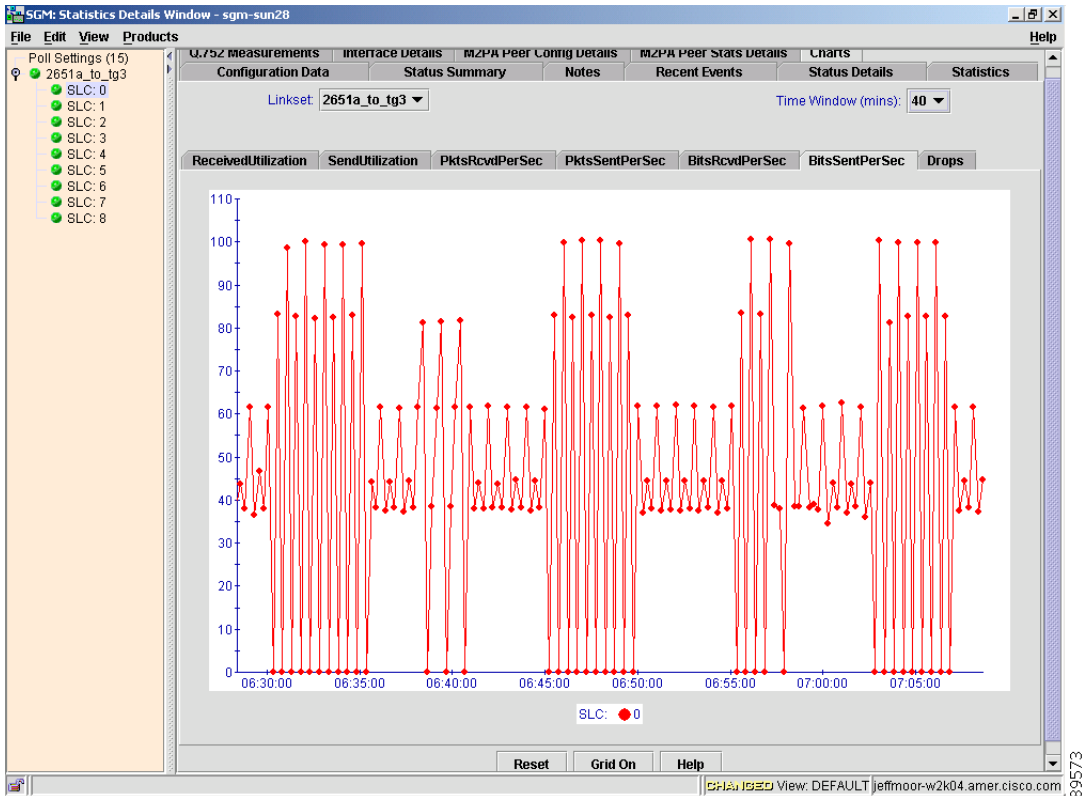 SGM: Statistics Details Window - sgm-sun28
File Edit View Products Help
Poll Settings (15)
2651a_to_tg3
SLC: 0
SLC: 1
SLC: 2
SLC: 3
SLC: 4
SLC: 5
SLC: 6
SLC: 7
SLC: 8
Q.752 Measurements Interface Details M2PA Peer Config Details M2PA Peer Stats Details Charts
Configuration Data Status Summary Notes Recent Events Status Details Statistics
Linkset: 2651a_to_tg3 Time Window (mins): 40
ReceivedUtilization SendUtilization PktsRcvdPerSec PktsSentPerSec BitsRcvdPerSec BitsSentPerSec Drops
110
100
90
80
70
60
50
40
30
20
10
0
06:30:00 06:35:00 06:40:00 06:45:00 06:50:00 06:55:00 07:00:00 07:05:00
SLC: 0
Reset Grid On Help
CHANGED View: DEFAULT jeffmoor-w2k04.amer.cisco.com
89573